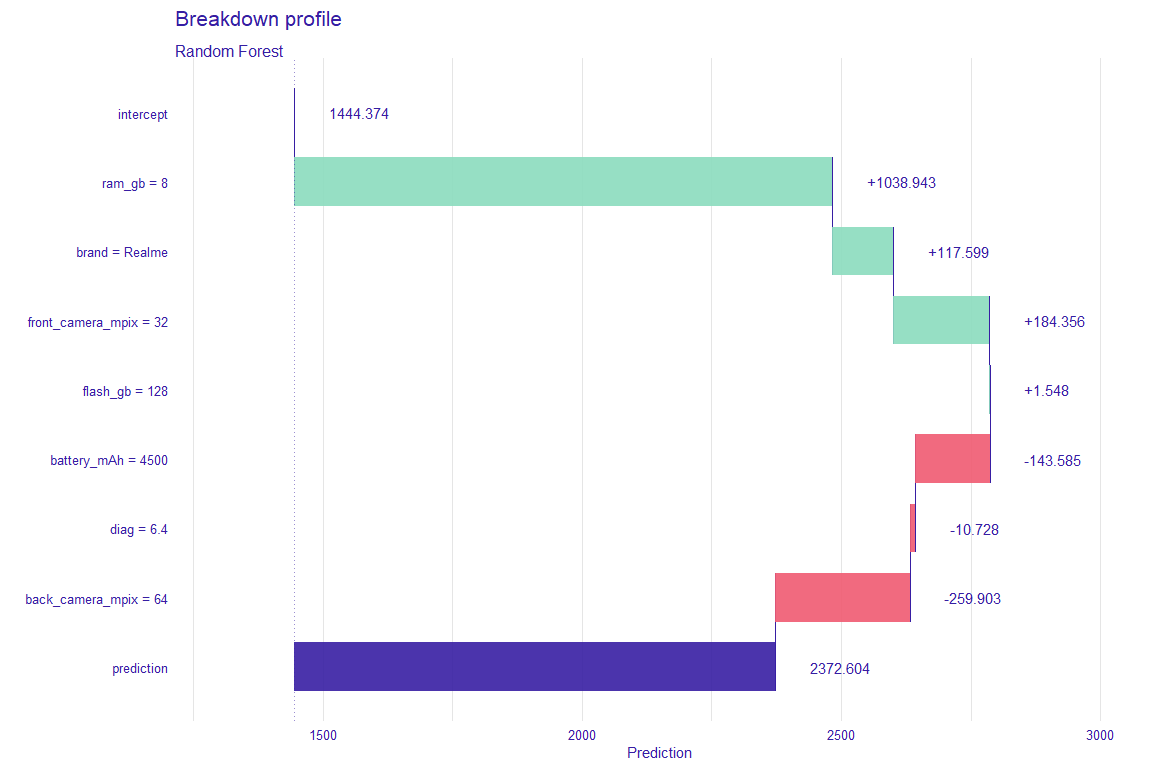 Breakdown profile
Random Forest
intercept 1444.374
ram_gb = 8 +1038.943
brand = Realme +117.599
front_camera_mpix = 32 +184.356
flash_gb = 128 +1.548
battery_mAh = 4500 -143.585
diag = 6.4 -10.728
back_camera_mpix = 64 -259.903
prediction 2372.604
1500 2000 2500 3000
Prediction